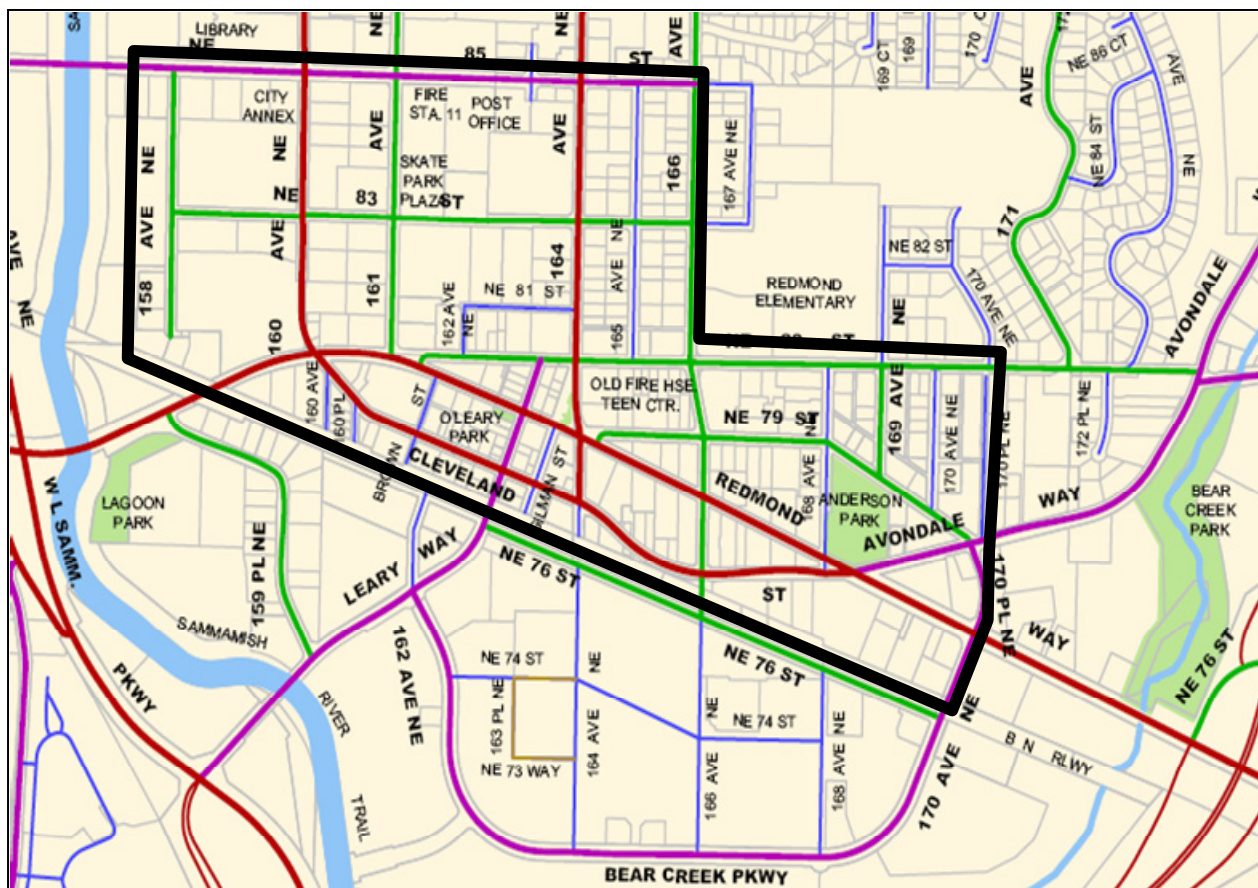 SA
LIBRARY
NE
NE
NE
AVE
85
ST
169 CT
169
170 C
AVE
NE 86 CT
AVE
NE
CITY
ANNEX
FIRE
STA. 11
POST
OFFICE
AVE
AVE
NE
NE
SKATE
PARK
PLAZA
NE
83
ST
166
167 AVE NE
NE 84 ST
171
158 AVE
AVE
164
165 AVE NE
NE 82 ST
170 AVE NE
AVE
NE
161
162 AVE
NE
NE 81 ST
REDMOND
ELEMENTARY
169 AVE NE
AVONDALE
160
NE
ST
160 AVE
160 PL
ST
BROWN
O'LEARY
PARK
OLD FIRE HSE
TEEN CTR.
NE 79 ST
NE
168 AVE
170 AVE NE
170 PL NE
172 PL NE
CLEVELAND
GILMAN ST
REDMOND
ANDERSON
PARK
AVONDALE
WAY
BEAR
CREEK
PARK
LAGOON
PARK
W L SAMM.
PKWY
159 PL NE
LEARY
WAY
NE 76 ST
ST
170 PL NE
WAY
NE 76 ST
SAMMAMISH
RIVER
TRAIL
162 AVE NE
NE 74 ST
163 PL NE
NE 73 WAY
164 AVE
NE
NE 76 ST
166 AVE
NE
NE 74 ST
168 AVE NE
170 AVE
NE
B N RLWY
BEAR CREEK PKWY